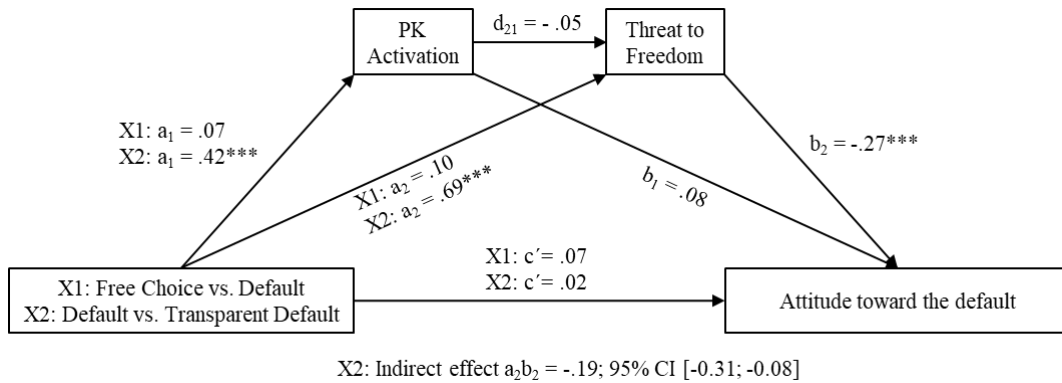 d₂₁ = - .05
PK
Activation
Threat to
Freedom
X1: a₁ = .07
X2: a₁ = .42***
X1: a₂ = .10
X2: a₂ = .69***
b₁ = .08
b₂ = -.27***
X1: c´= .07
X2: c´= .02
X1: Free Choice vs. Default
X2: Default vs. Transparent Default
Attitude toward the default
X2: Indirect effect a₂b₂ = -.19; 95% CI [-0.31; -0.08]